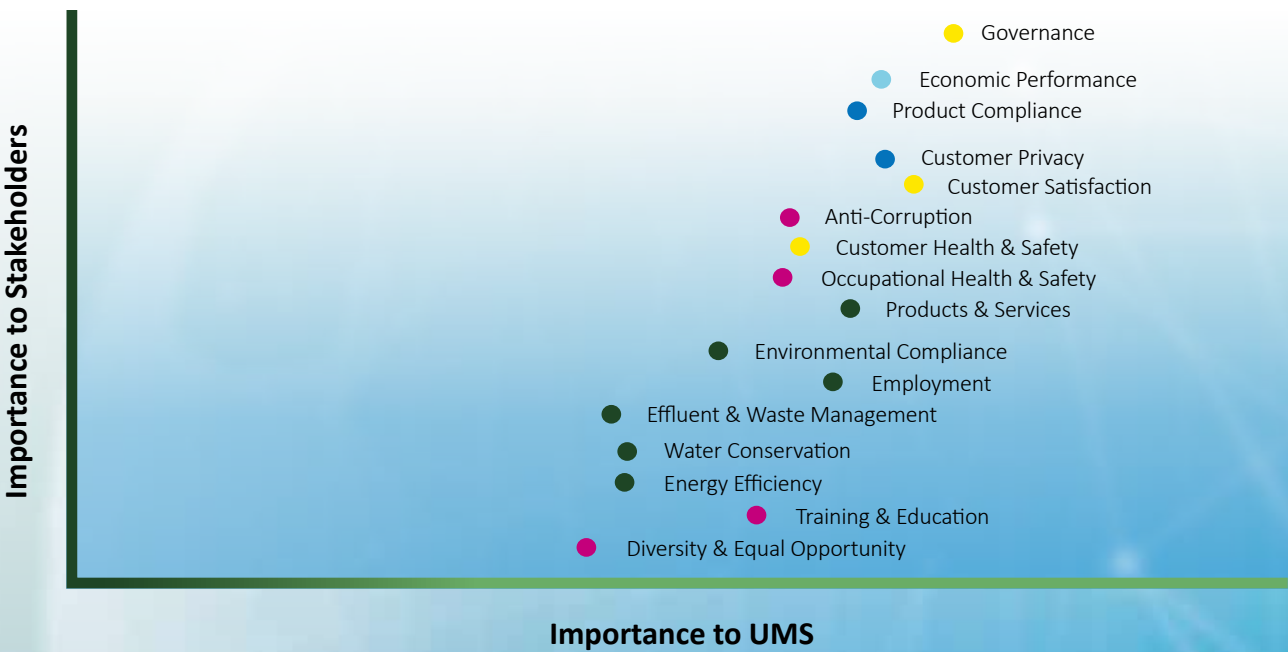 Importance to Stakeholders
Governance
Economic Performance
Product Compliance
Customer Privacy
Customer Satisfaction
Anti-Corruption
Customer Health & Safety
Occupational Health & Safety
Products & Services
Environmental Compliance
Employment
Effluent & Waste Management
Water Conservation
Energy Efficiency
Training & Education
Diversity & Equal Opportunity
Importance to UMS